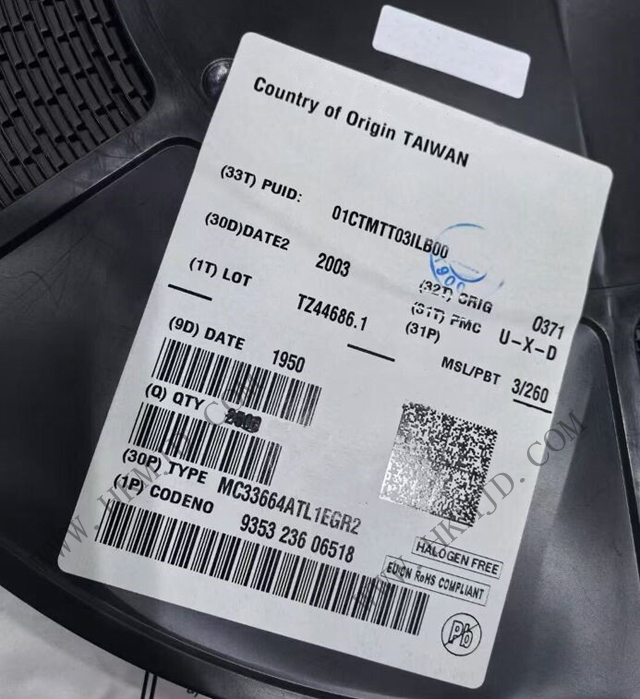 Country of Origin TAIWAN
(33T) PUID: 01CTMTT03ILB00
(30D)DATE2 2003
(32T) ORIG 0371
(1T) LOT TZ44686.1
(31T) PMC U-X-D
(31P)
MSL/PBT 3/260
(9D) DATE 1950
(Q) QTY
(30P) TYPE MC33664ATL1EGR2
(1P) CODENO 9353 236 06518
HALOGEN FREE
EU/CN RoHS COMPLIANT
Pb